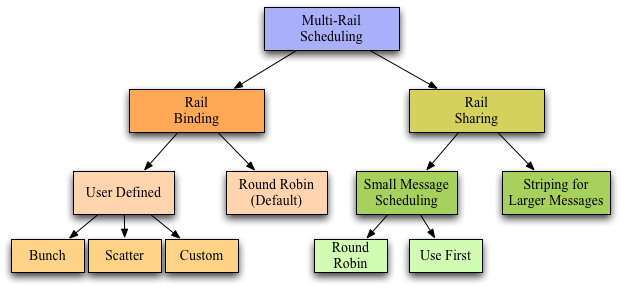 Multi-Rail
Scheduling
Rail
Binding
Rail
Sharing
User Defined
Round Robin
(Default)
Small Message
Scheduling
Striping for
Larger Messages
Bunch
Scatter
Custom
Round
Robin
Use First